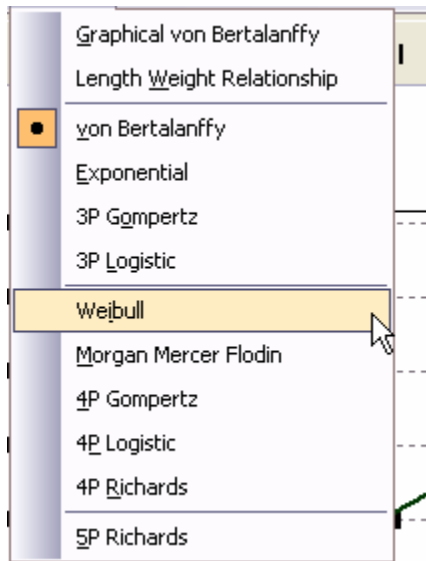 Graphical von Bertalanffy
Length Weight Relationship
von Bertalanffy
Exponential
3P Gompertz
3P Logistic
Weibull
Morgan Mercer Flodin
4P Gompertz
4P Logistic
4P Richards
5P Richards